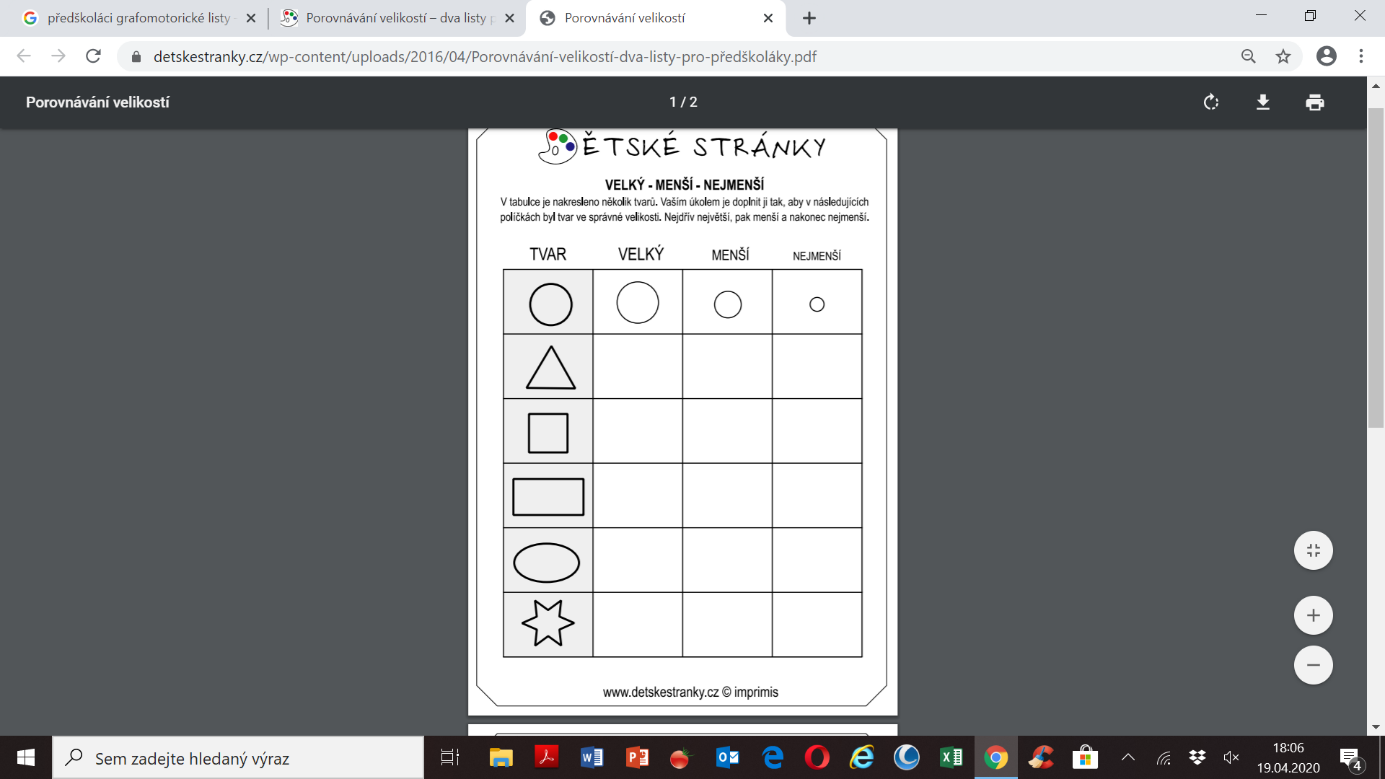 předškoláci grafomotorické listy
Porovnávání velikostí – dva listy p
Porovnávání velikostí
detskestranky.cz/wp-content/uploads/2016/04/Porovnávání-velikostí-dva-listy-pro-předškoláky.pdf
Porovnávání velikostí
1 / 2
ĚTSKÉ STRÁNKY
VELKÝ - MENŠÍ - NEJMENŠÍ
V tabulce je nakresleno několik tvarů. Vaším úkolem je doplnit ji tak, aby v následujících
políčkách byl tvar ve správné velikosti. Nejdřív největší, pak menší a nakonec nejmenší.
TVAR VELKÝ MENŠÍ NEJMENŠÍ
www.detskestranky.cz © imprimis
Sem zadejte hledaný výraz
18:06
19.04.2020
4